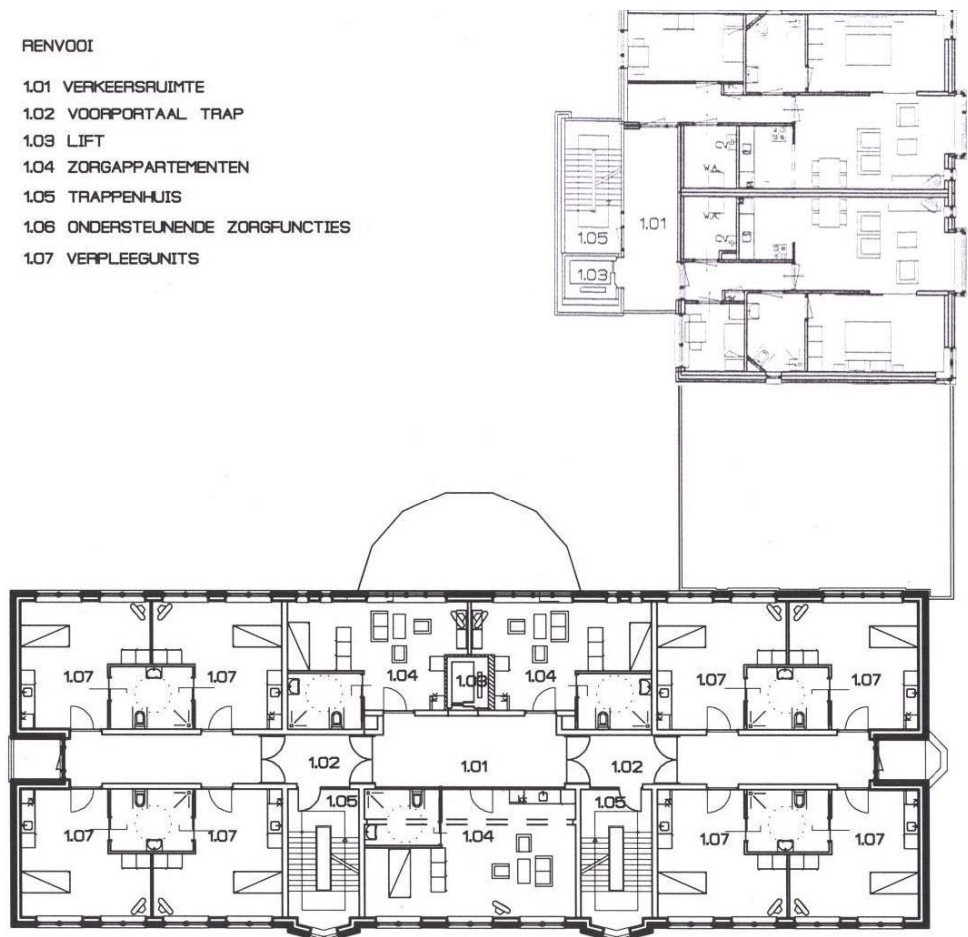 RENVOOI
1.01 VERKEERSRUIMTE
1.02 VOORPORTAAL TRAP
1.03 LIFT
1.04 ZORGAPPARTEMENTEN
1.05 TRAPPENHUIS
1.06 ONDERSTEUNENDE ZORGFUNCTIES
1.07 VERPLEEGUNITS
1.01
1.05
1.03
1.07
1.07
1.04
1.03
1.04
1.07
1.07
1.02
1.01
1.02
1.05
1.05
1.07
1.07
1.04
1.07
1.07